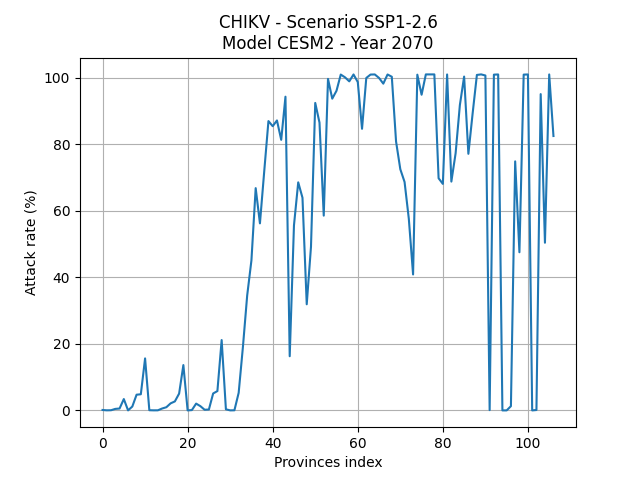 CHIKV - Scenario SSP1-2.6
Model CESM2 - Year 2070
100
80
60
40
20
0
Attack rate (%)
0 20 40 60 80 100
Provinces index